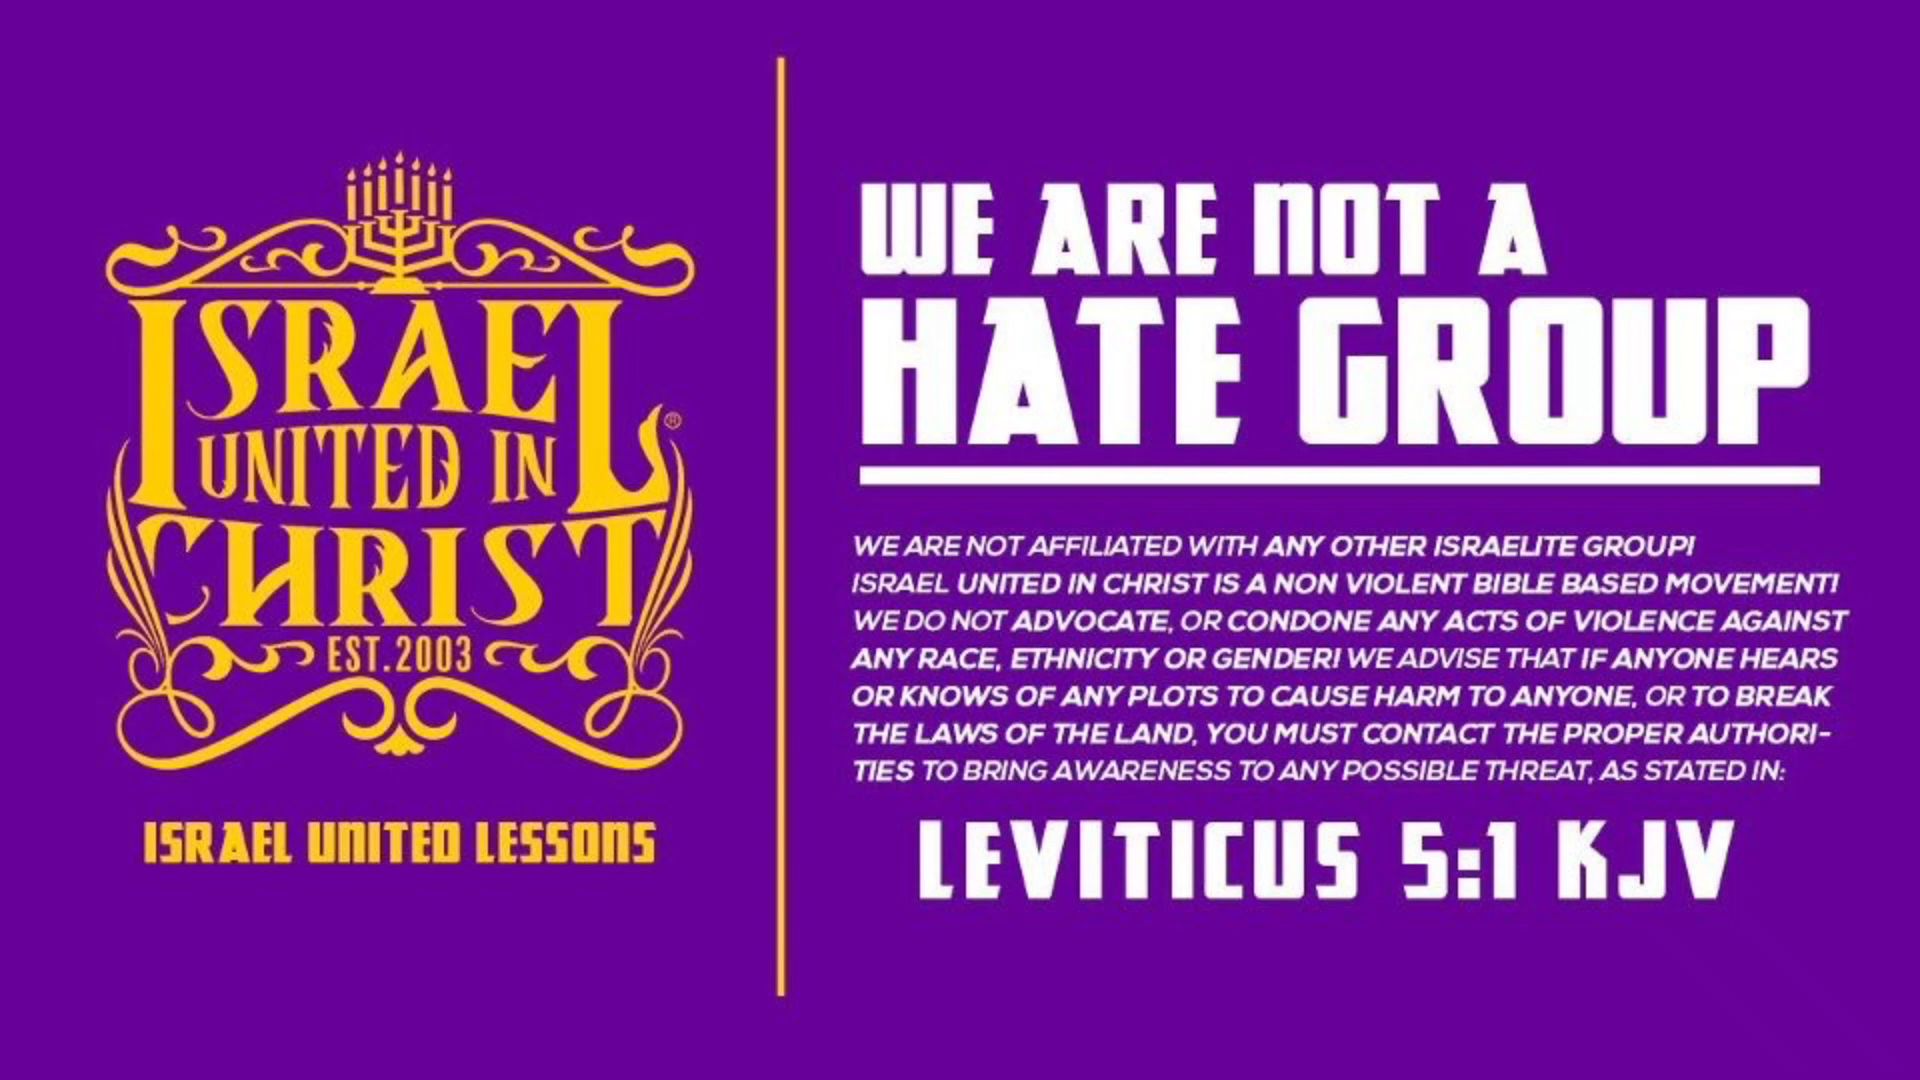 ISRAEL
UNITED IN
CHRIST
®
EST.2003
ISRAEL UNITED LESSONS
WE ARE NOT A
HATE GROUP
WE ARE NOT AFFILIATED WITH ANY OTHER ISRAELITE GROUP!
ISRAEL UNITED IN CHRIST IS A NON VIOLENT BIBLE BASED MOVEMENT!
WE DO NOT ADVOCATE, OR CONDONE ANY ACTS OF VIOLENCE AGAINST
ANY RACE, ETHNICITY OR GENDER! WE ADVISE THAT IF ANYONE HEARS
OR KNOWS OF ANY PLOTS TO CAUSE HARM TO ANYONE, OR TO BREAK
THE LAWS OF THE LAND, YOU MUST CONTACT THE PROPER AUTHORI-
TIES TO BRING AWARENESS TO ANY POSSIBLE THREAT, AS STATED IN:
LEVITICUS 5:1 KJV